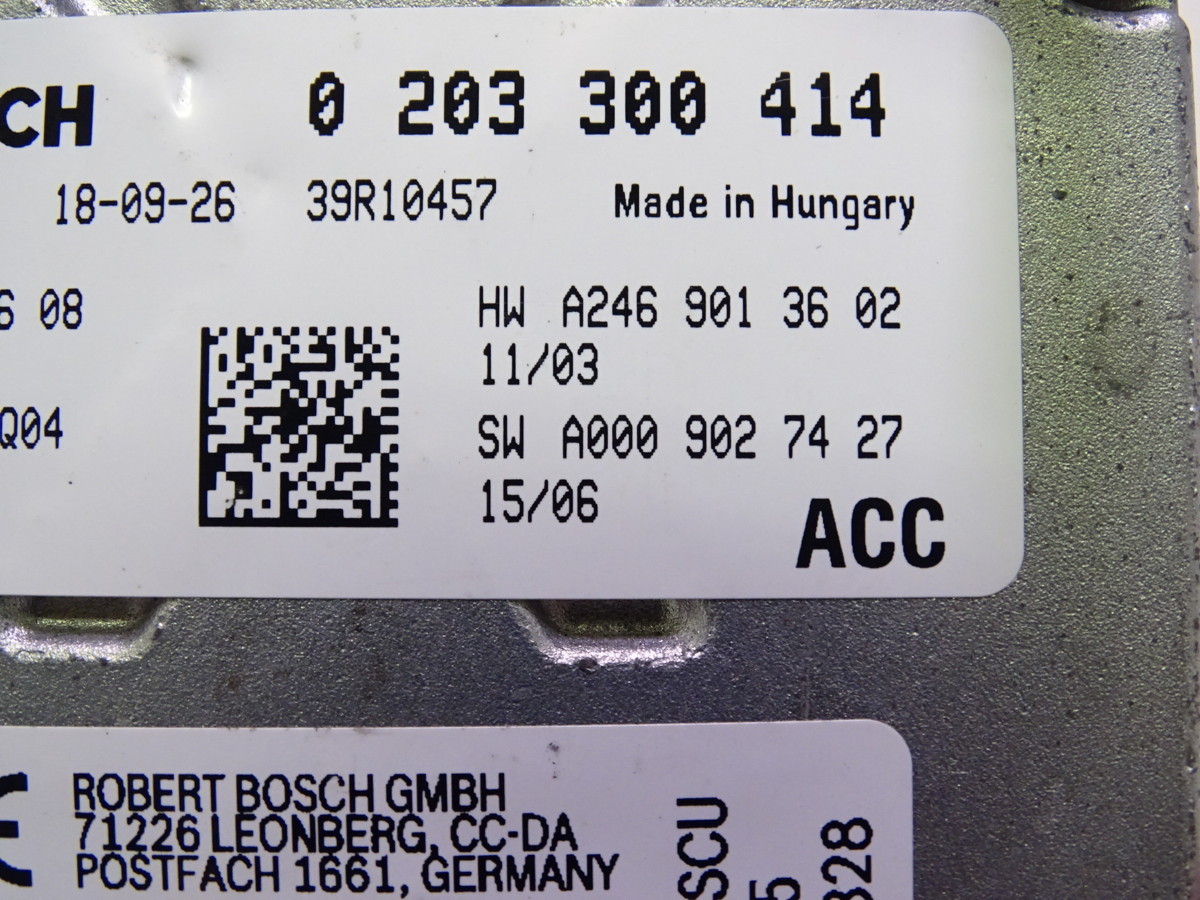 CH 0 203 300 414
18-09-26 39R10457 Made in Hungary
6 08 HW A246 901 36 02
11/03
Q04 SW A000 902 74 27
15/06
ACC
ROBERT BOSCH GMBH
71226 LEONBERG, CC-DA
POSTFACH 1661, GERMANY
SCU
5
328